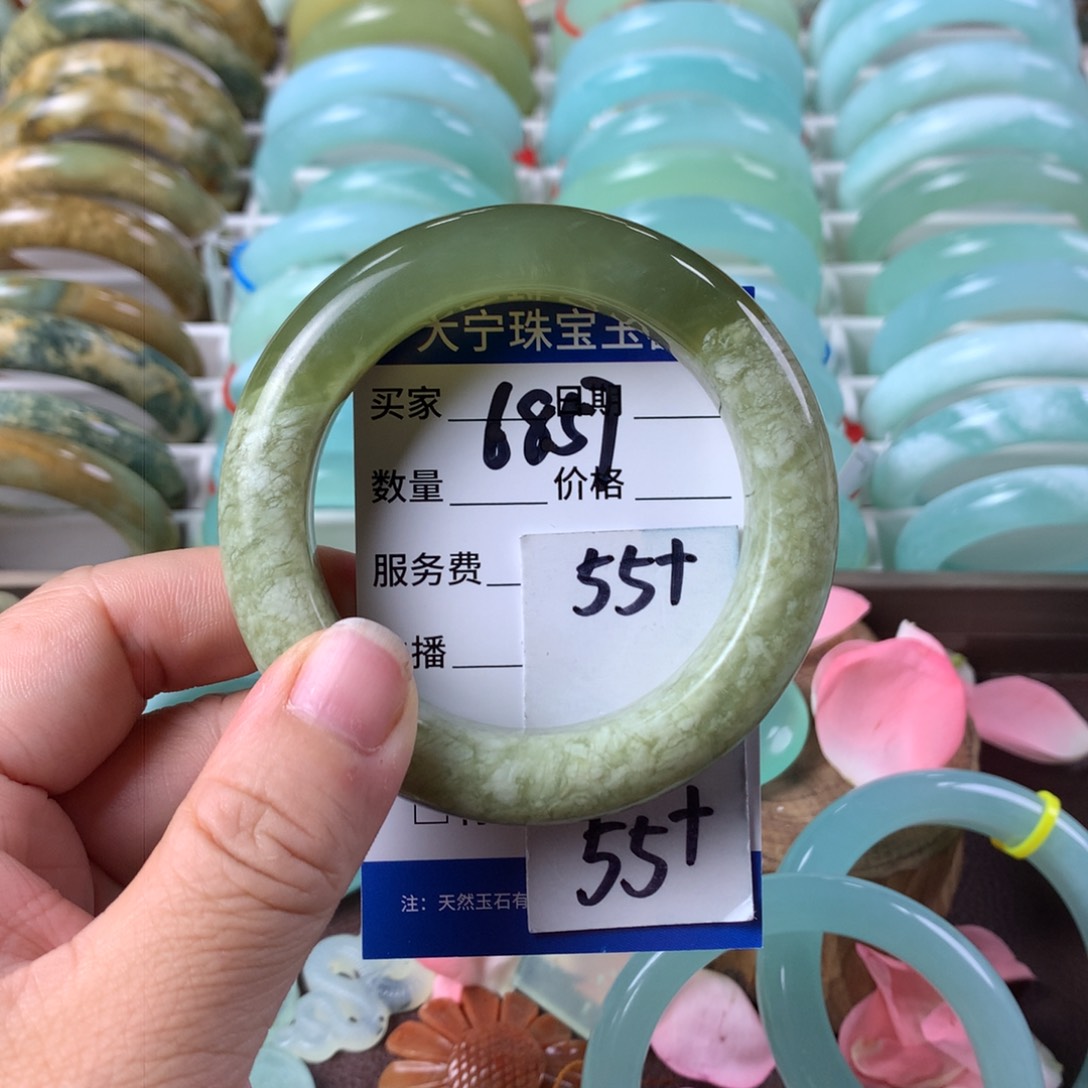 大宁珠宝玉
买家 日期
6857
数量 价格
服务费
55+
播
55+
注：天然玉石有